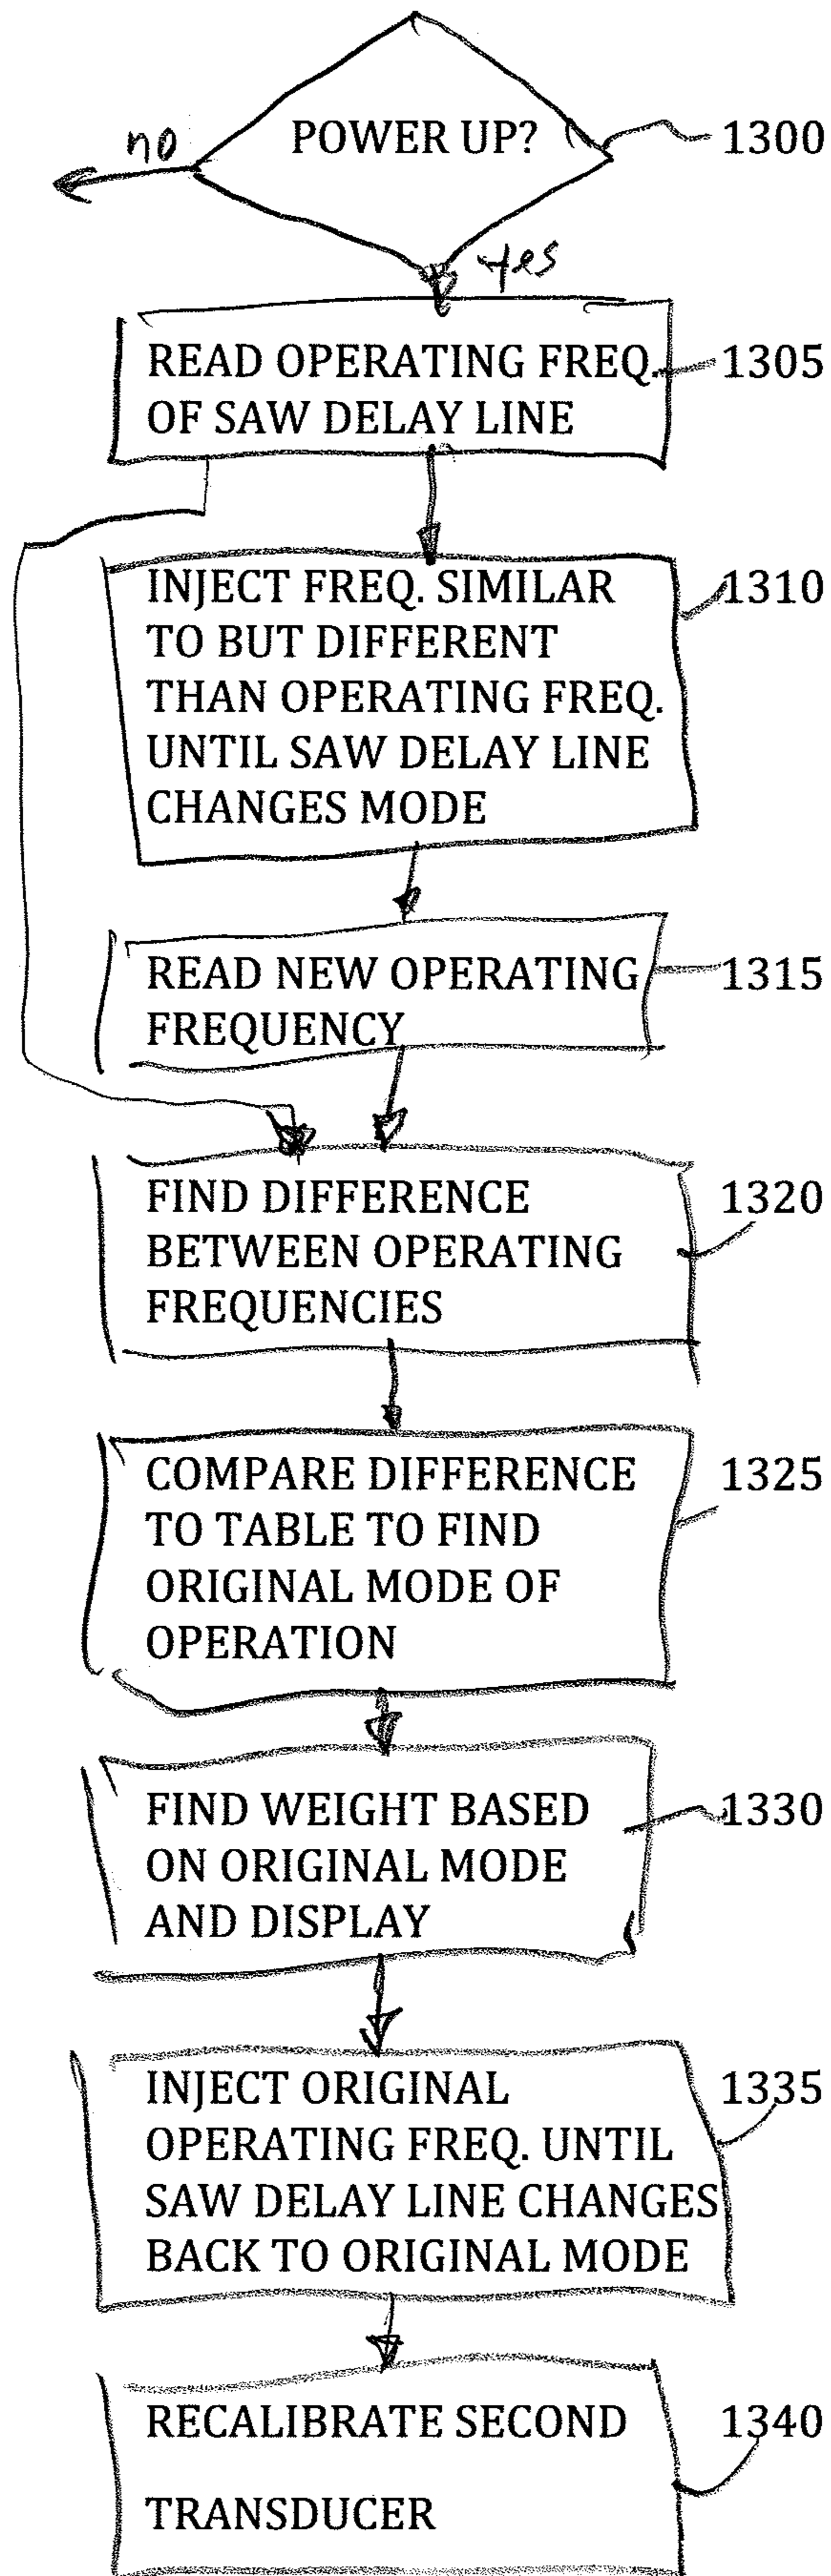 POWER UP?
1300
no
yes
READ OPERATING FREQ.
1305
OF SAW DELAY LINE
INJECT FREQ. SIMILAR
1310
TO BUT DIFFERENT
THAN OPERATING FREQ.
UNTIL SAW DELAY LINE
CHANGES MODE
READ NEW OPERATING
1315
FREQUENCY
FIND DIFFERENCE
1320
BETWEEN OPERATING
FREQUENCIES
COMPARE DIFFERENCE
1325
TO TABLE TO FIND
ORIGINAL MODE OF
OPERATION
FIND WEIGHT BASED
1330
ON ORIGINAL MODE
AND DISPLAY
INJECT ORIGINAL
1335
OPERATING FREQ. UNTIL
SAW DELAY LINE CHANGES
BACK TO ORIGINAL MODE
RECALIBRATE SECOND
1340
TRANSDUCER